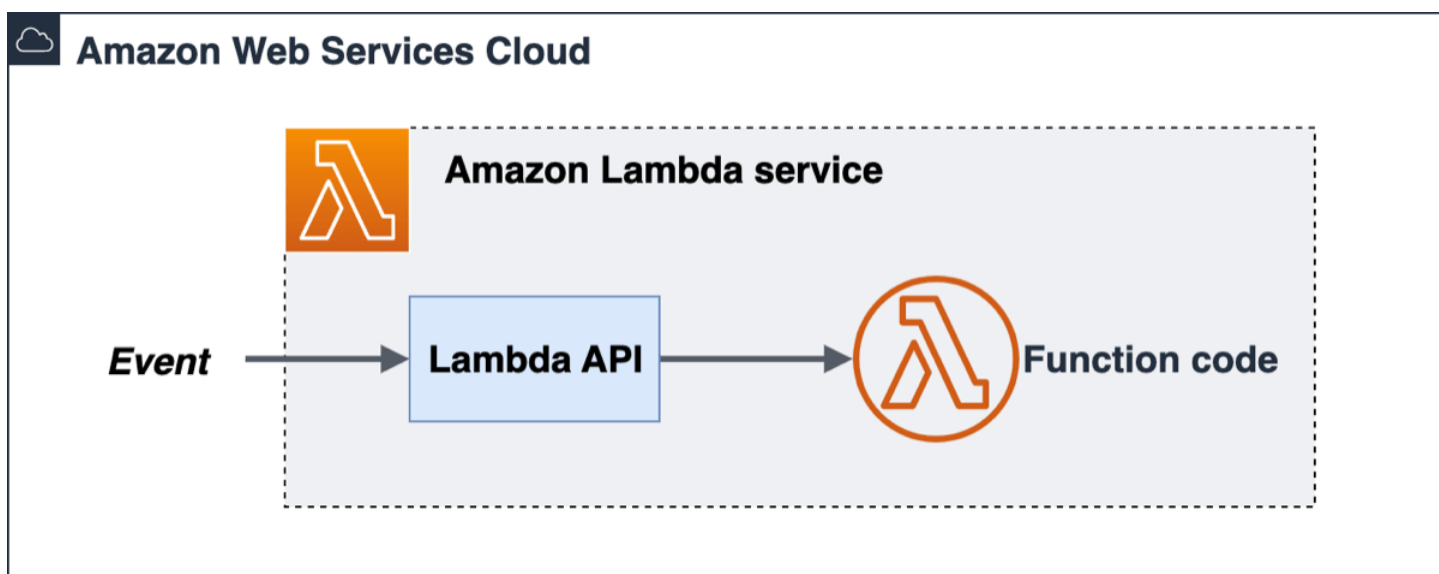 Amazon Web Services Cloud
Amazon Lambda service
Event
Lambda API
Function code